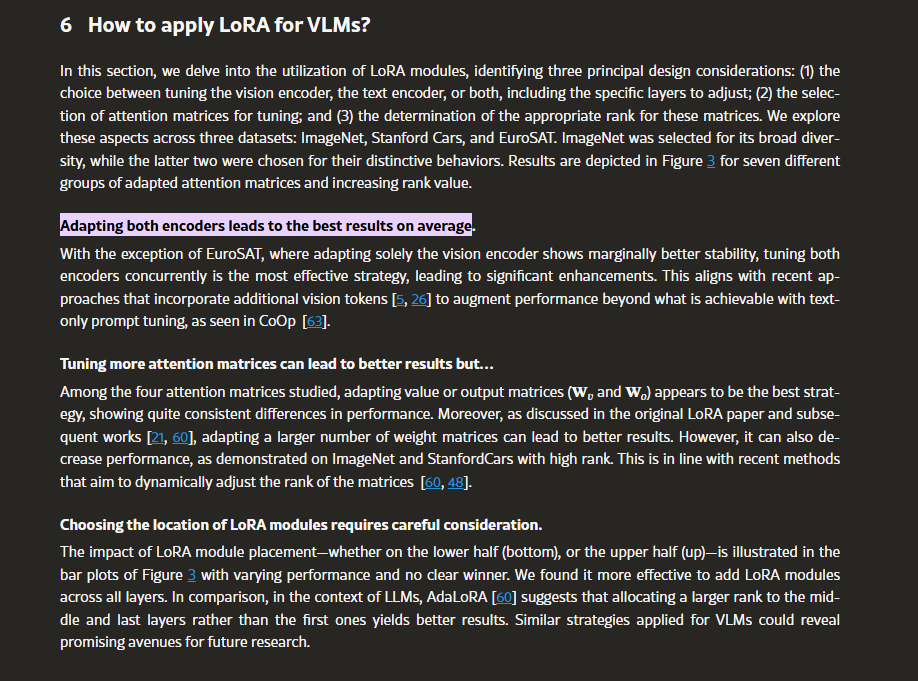 6 How to apply LoRA for VLMs?
In this section, we delve into the utilization of LoRA modules, identifying three principal design considerations: (1) the
choice between tuning the vision encoder, the text encoder, or both, including the specific layers to adjust; (2) the selec-
tion of attention matrices for tuning; and (3) the determination of the appropriate rank for these matrices. We explore
these aspects across three datasets: ImageNet, Stanford Cars, and EuroSAT. ImageNet was selected for its broad diver-
sity, while the latter two were chosen for their distinctive behaviors. Results are depicted in Figure 3 for seven different
groups of adapted attention matrices and increasing rank value.
Adapting both encoders leads to the best results on average.
With the exception of EuroSAT, where adapting solely the vision encoder shows marginally better stability, tuning both
encoders concurrently is the most effective strategy, leading to significant enhancements. This aligns with recent ap-
proaches that incorporate additional vision tokens [5, 26] to augment performance beyond what is achievable with text-
only prompt tuning, as seen in CoOp [63].
Tuning more attention matrices can lead to better results but…
Among the four attention matrices studied, adapting value or output matrices (Wv and Wo) appears to be the best strat-
egy, showing quite consistent differences in performance. Moreover, as discussed in the original LoRA paper and subse-
quent works [21, 60], adapting a larger number of weight matrices can lead to better results. However, it can also de-
crease performance, as demonstrated on ImageNet and StanfordCars with high rank. This is in line with recent methods
that aim to dynamically adjust the rank of the matrices [60, 48].
Choosing the location of LoRA modules requires careful consideration.
The impact of LoRA module placement—whether on the lower half (bottom), or the upper half (up)—is illustrated in the
bar plots of Figure 3 with varying performance and no clear winner. We found it more effective to add LoRA modules
across all layers. In comparison, in the context of LLMs, AdaLoRA [60] suggests that allocating a larger rank to the mid-
dle and last layers rather than the first ones yields better results. Similar strategies applied for VLMs could reveal
promising avenues for future research.